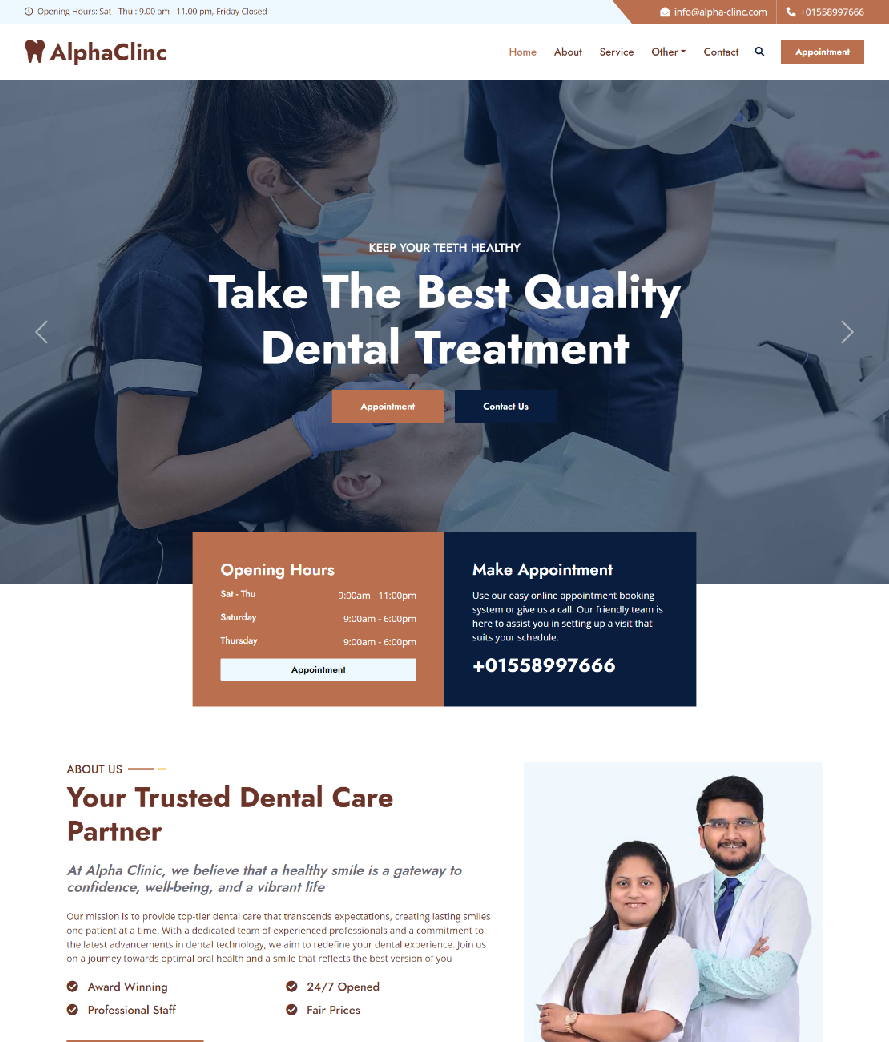 Opening Hours: Sat - Thu : 9.00 am - 11.00 pm, Friday Closed
info@alpha-clinc.com
+01558997666
AlphaClinc
Home About Service Other Contact Appointment
KEEP YOUR TEETH HEALTHY
Take The Best Quality
Dental Treatment
Appointment Contact Us
Opening Hours
Sat - Thu 9:00am - 11:00pm
Saturday 9:00am - 6:00pm
Thursday 9:00am - 6:00pm
Appointment
Make Appointment
Use our easy online appointment booking
system or give us a call. Our friendly team is
here to assist you in setting up a visit that
suits your schedule.
+01558997666
ABOUT US
Your Trusted Dental Care
Partner
At Alpha Clinic, we believe that a healthy smile is a gateway to
confidence, well-being, and a vibrant life
Our mission is to provide top-tier dental care that transcends expectations, creating lasting smiles
one patient at a time. With a dedicated team of experienced professionals and a commitment to
the latest advancements in dental technology, we aim to redefine your dental experience. Join us
on a journey towards optimal oral health and a smile that reflects the best version of you
Award Winning 24/7 Opened
Professional Staff Fair Prices